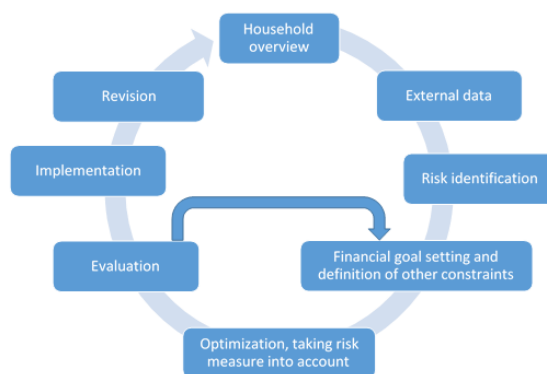 Household
overview
External data
Risk identification
Financial goal setting and
definition of other constraints
Optimization, taking risk
measure into account
Evaluation
Implementation
Revision